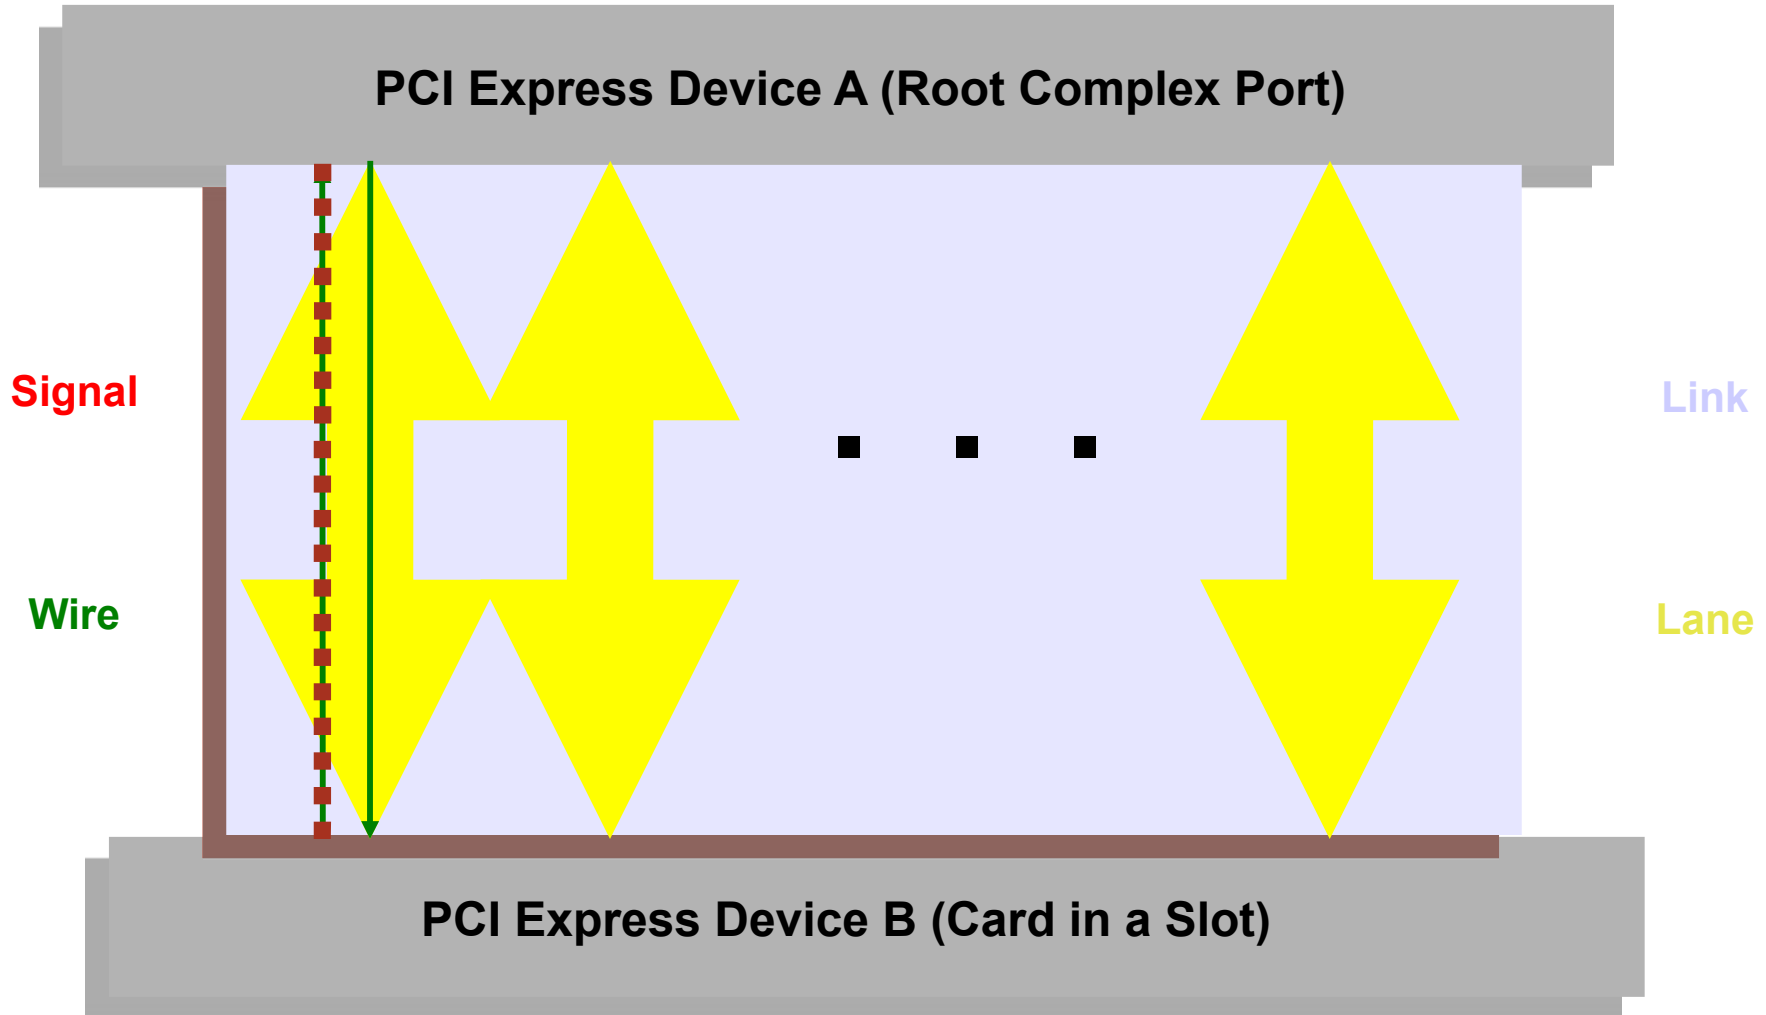 PCI Express Device A (Root Complex Port)
Signal
Link
Wire
Lane
PCI Express Device B (Card in a Slot)